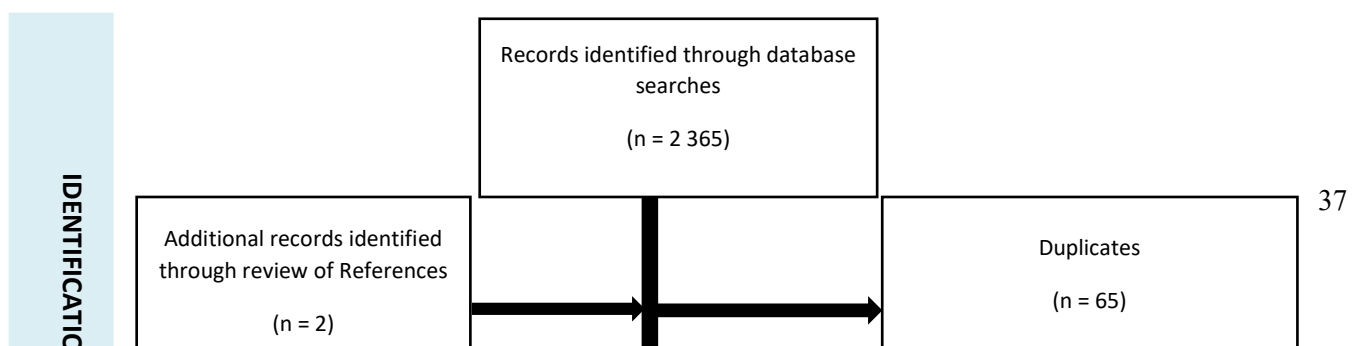 Records identified through database
searches
(n = 2 365)
IDENTIFICATIO
37
Additional records identified
through review of References
(n = 2)
Duplicates
(n = 65)